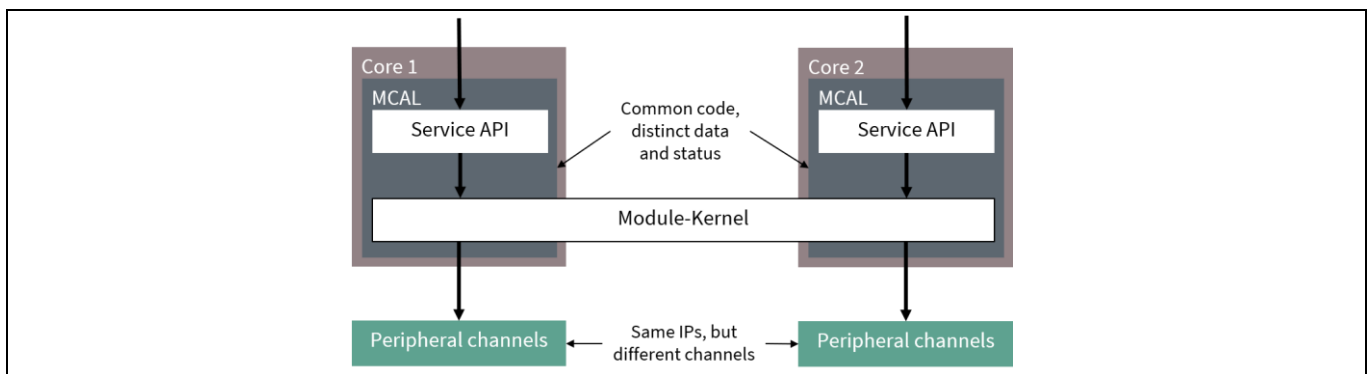 Core 1
Core 2
MCAL
MCAL
Service API
Service API
Common code,
distinct data
and status
Module-Kernel
Peripheral channels
Same IPs, but
different channels
Peripheral channels